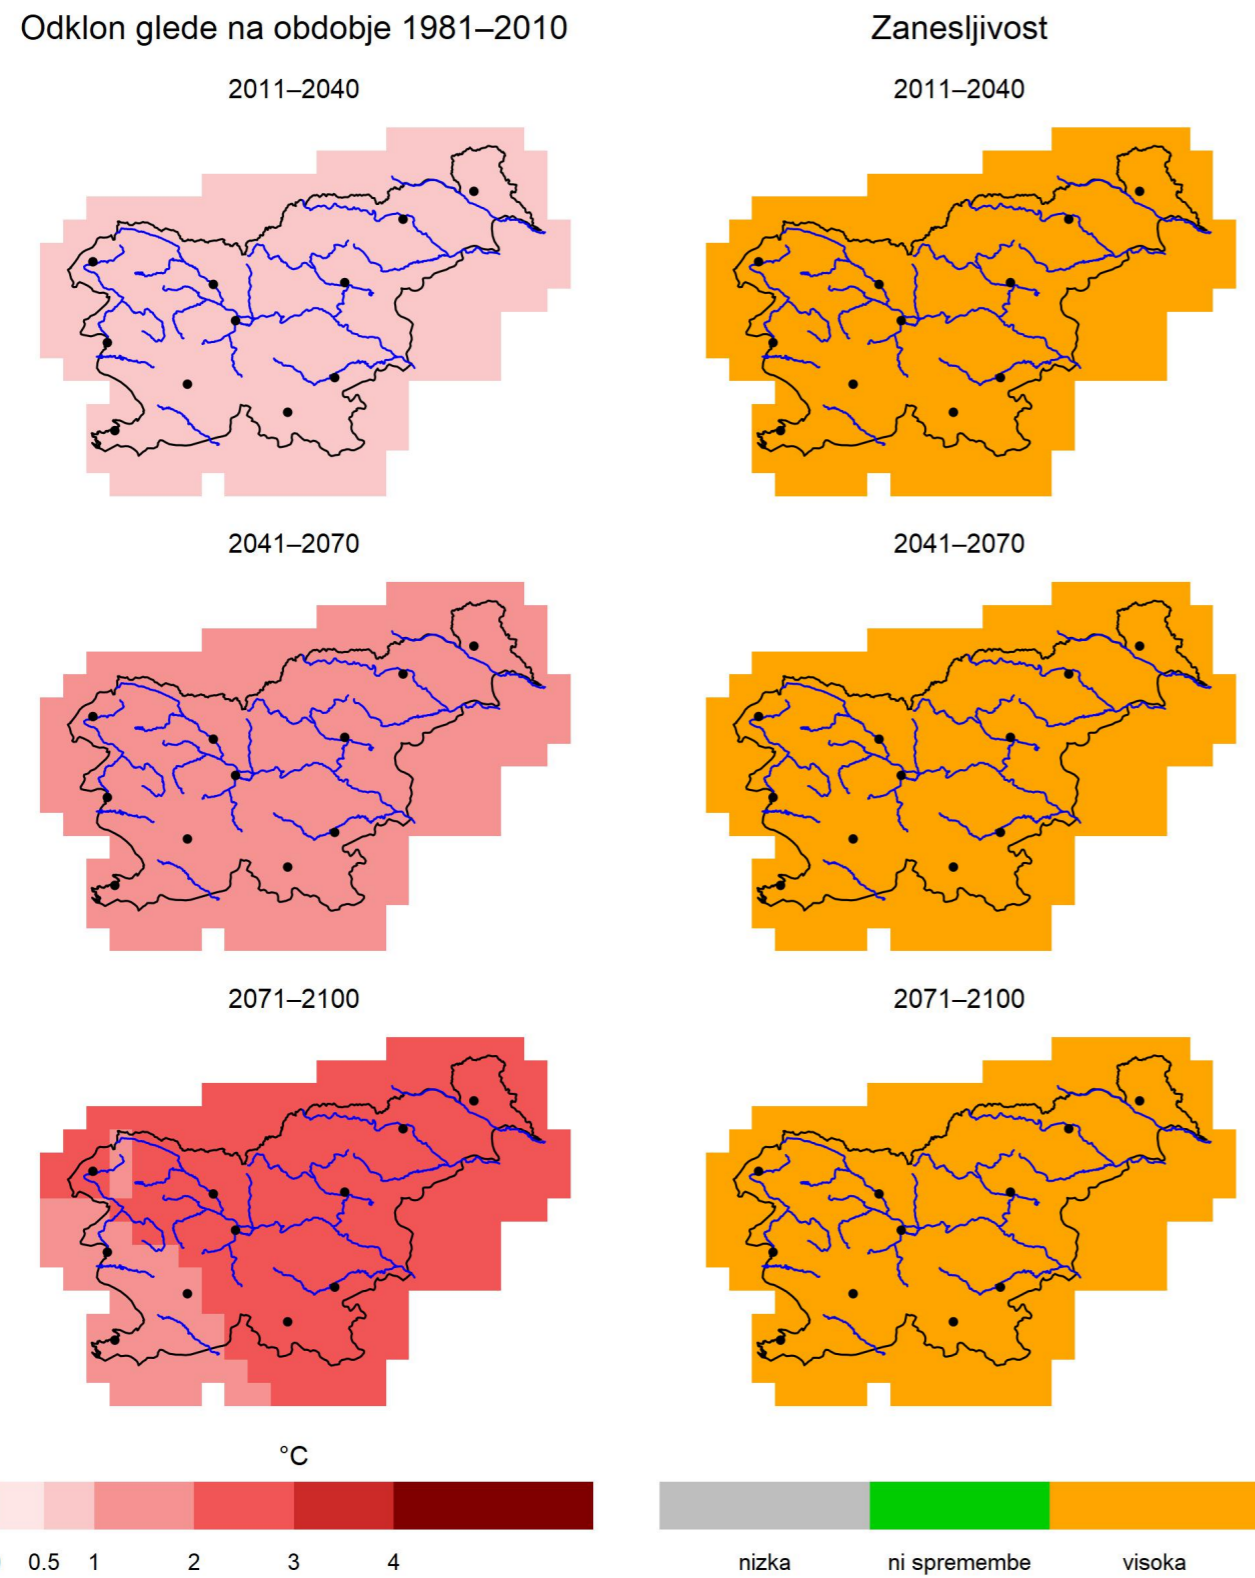 Odklon glede na obdobje 1981–2010
Zanesljivost
2011–2040
2011–2040
2041–2070
2041–2070
2071–2100
2071–2100
°C
0.5 1 2 3 4
nizka ni spremembe visoka